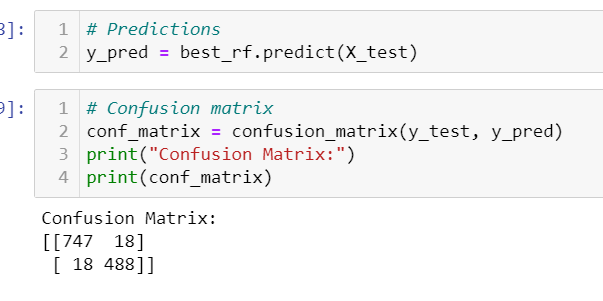 8]:
1 # Predictions
2 y_pred = best_rf.predict(X_test)
9]:
1 # Confusion matrix
2 conf_matrix = confusion_matrix(y_test, y_pred)
3 print("Confusion Matrix:")
4 print(conf_matrix)
Confusion Matrix:
[[747  18]
 [ 18 488]]